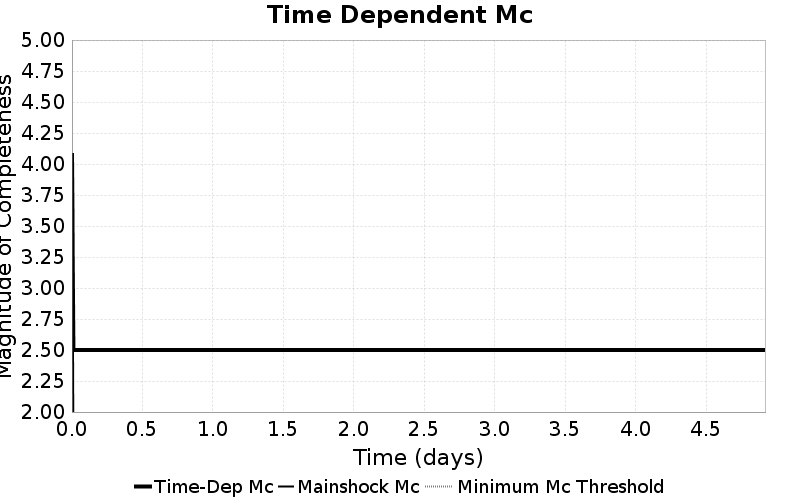 Time Dependent Mc
5.00
4.75
4.50
4.25
4.00
3.75
3.50
3.25
3.00
2.75
2.50
2.25
2.00
Magnitude of Completeness
0.0 0.5 1.0 1.5 2.0 2.5 3.0 3.5 4.0 4.5
Time (days)
Time-Dep Mc Mainshock Mc Minimum Mc Threshold